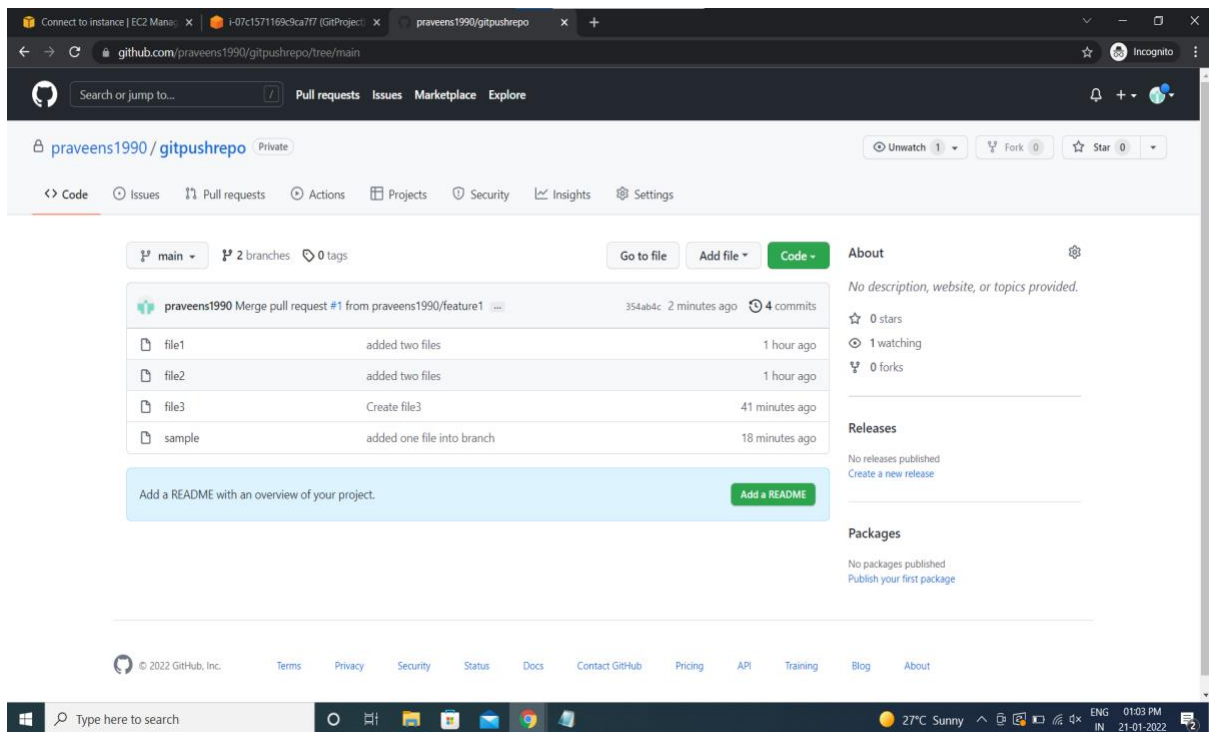 Connect to instance | EC2 Manag
i-07c1571169c9ca7f7 (GitProject)
praveens1990/gitpushrepo
github.com/praveens1990/gitpushrepo/tree/main
Incognito
Search or jump to...
/
Pull requests Issues Marketplace Explore
praveens1990 / gitpushrepo Private
Unwatch 1 Fork 0 Star 0
Code Issues Pull requests Actions Projects Security Insights Settings
main 2 branches 0 tags
Go to file Add file Code
praveens1990 Merge pull request #1 from praveens1990/feature1 ... 354ab4c 2 minutes ago 4 commits
file1 added two files 1 hour ago
file2 added two files 1 hour ago
file3 Create file3 41 minutes ago
sample added one file into branch 18 minutes ago
Add a README with an overview of your project. Add a README
About
No description, website, or topics provided.
0 stars
1 watching
0 forks
Releases
No releases published
Create a new release
Packages
No packages published
Publish your first package
© 2022 GitHub, Inc. Terms Privacy Security Status Docs Contact GitHub Pricing API Training Blog About
Type here to search
27°C Sunny
ENG
IN
01:03 PM
21-01-2022
2